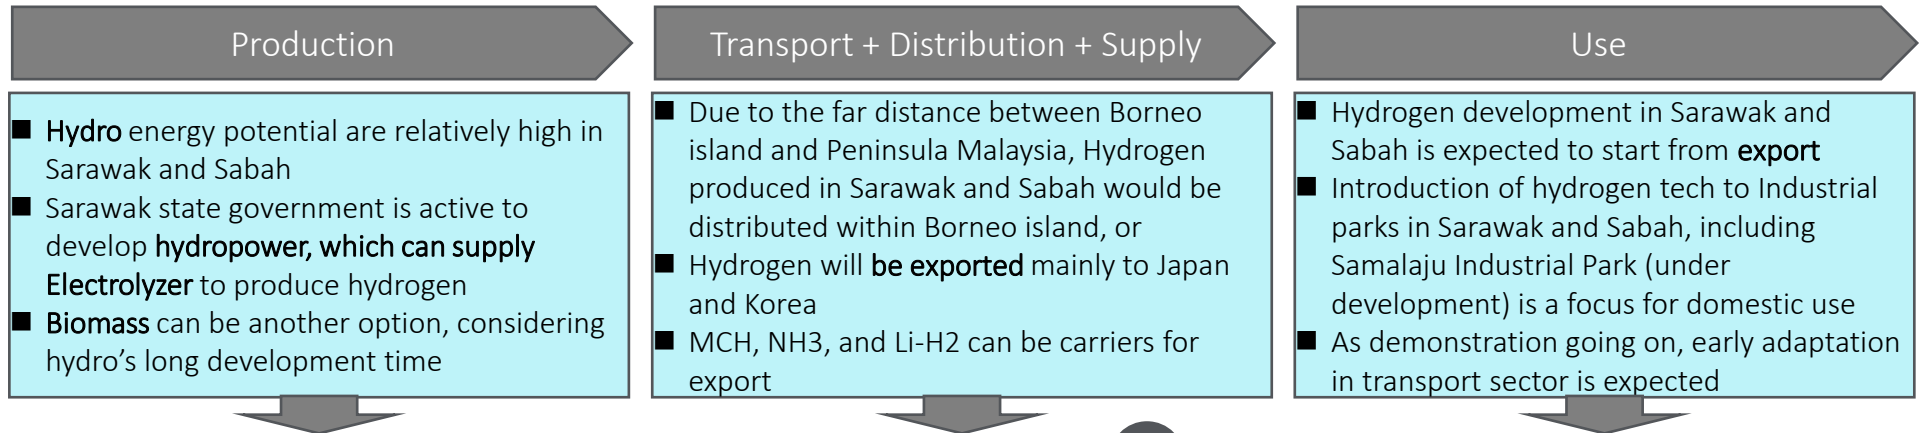 Production
■ Hydro energy potential are relatively high in
Sarawak and Sabah
■ Sarawak state government is active to
develop hydropower, which can supply
Electrolyzer to produce hydrogen
■ Biomass can be another option, considering
hydro's long development time
Transport + Distribution + Supply
■ Due to the far distance between Borneo
island and Peninsula Malaysia, Hydrogen
produced in Sarawak and Sabah would be
distributed within Borneo island, or
■ Hydrogen will be exported mainly to Japan
and Korea
■ MCH, NH3, and Li-H2 can be carriers for
export
Use
■ Hydrogen development in Sarawak and
Sabah is expected to start from export
■ Introduction of hydrogen tech to Industrial
parks in Sarawak and Sabah, including
Samalaju Industrial Park (under
development) is a focus for domestic use
■ As demonstration going on, early adaptation
in transport sector is expected